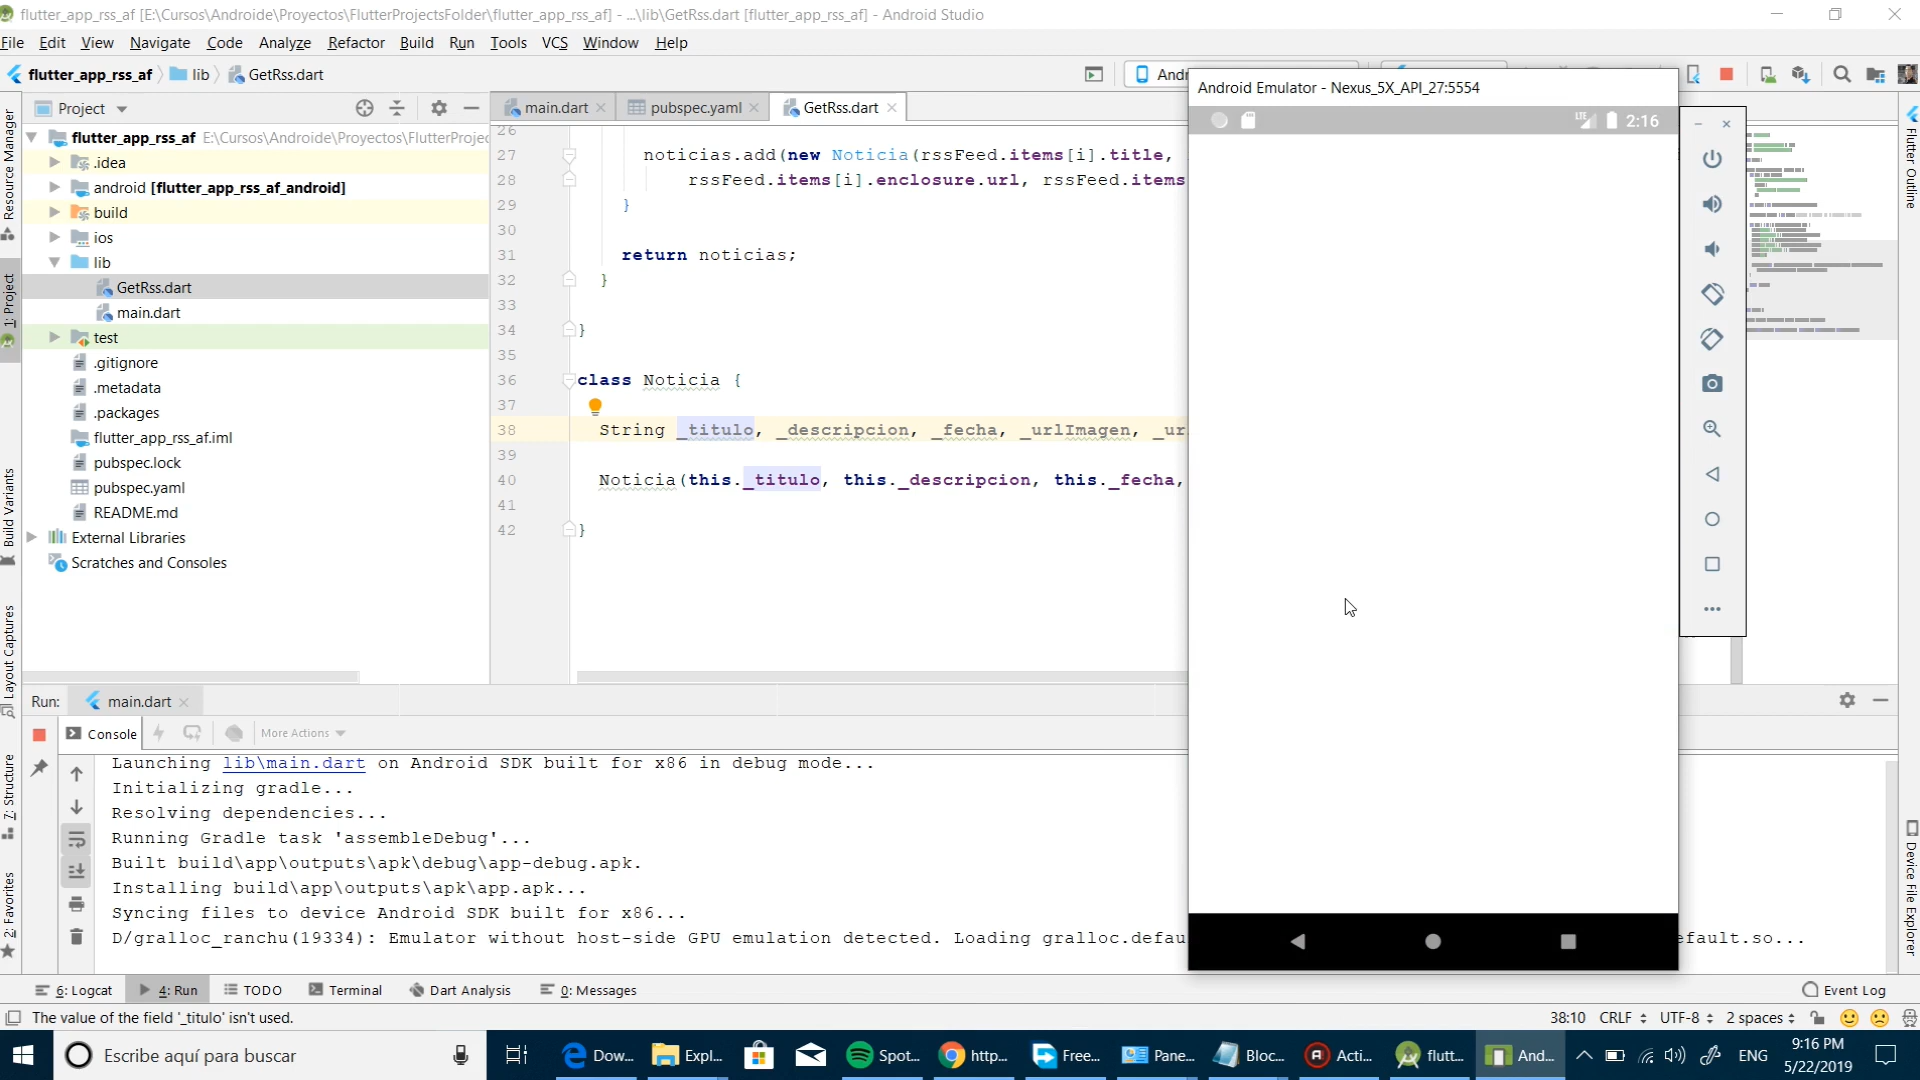 flutter_app_rss_af [E:\Cursos\Androide\Proyectos\FlutterProjectsFolder\flutter_app_rss_af] - ...\lib\GetRss.dart [flutter_app_rss_af] - Android Studio
File Edit View Navigate Code Analyze Refactor Build Run Tools VCS Window Help
flutter_app_rss_af lib GetRss.dart
Project
main.dart
pubspec.yaml
GetRss.dart
flutter_app_rss_af E:\Cursos\Androide\Proyectos\FlutterProjec
.idea
android [flutter_app_rss_af_android]
build
ios
lib
GetRss.dart
main.dart
test
.gitignore
.metadata
.packages
flutter_app_rss_af.iml
pubspec.lock
pubspec.yaml
README.md
External Libraries
Scratches and Consoles
26
27 noticias.add(new Noticia(rssFeed.items[i].title,
28 rssFeed.items[i].enclosure.url, rssFeed.items
29 }
30
31 return noticias;
32 }
33
34 }
35
36 class Noticia {
37
38 String _titulo, _descripcion, _fecha, _urlImagen, _ur
39
40 Noticia(this._titulo, this._descripcion, this._fecha,
41
42 }
Android Emulator - Nexus_5X_API_27:5554
LTE 2:16
Resource Manager
1: Project
Build Variants
Layout Captures
7: Structure
2: Favorites
Flutter Outline
Device File Explorer
Run: main.dart
Console More Actions
Launching lib\main.dart on Android SDK built for x86 in debug mode...
Initializing gradle...
Resolving dependencies...
Running Gradle task 'assembleDebug'...
Built build\app\outputs\apk\debug\app-debug.apk.
Installing build\app\outputs\apk\app.apk...
Syncing files to device Android SDK built for x86...
D/gralloc_ranchu(19334): Emulator without host-side GPU emulation detected. Loading gralloc.defau efault.so...
6: Logcat 4: Run TODO Terminal Dart Analysis 0: Messages Event Log
The value of the field '_titulo' isn't used. 38:10 CRLF UTF-8 2 spaces
Escribe aquí para buscar Dow... Expl... Spot... http... Free... Pane... Bloc... Acti... flutt... And... ENG 9:16 PM
5/22/2019